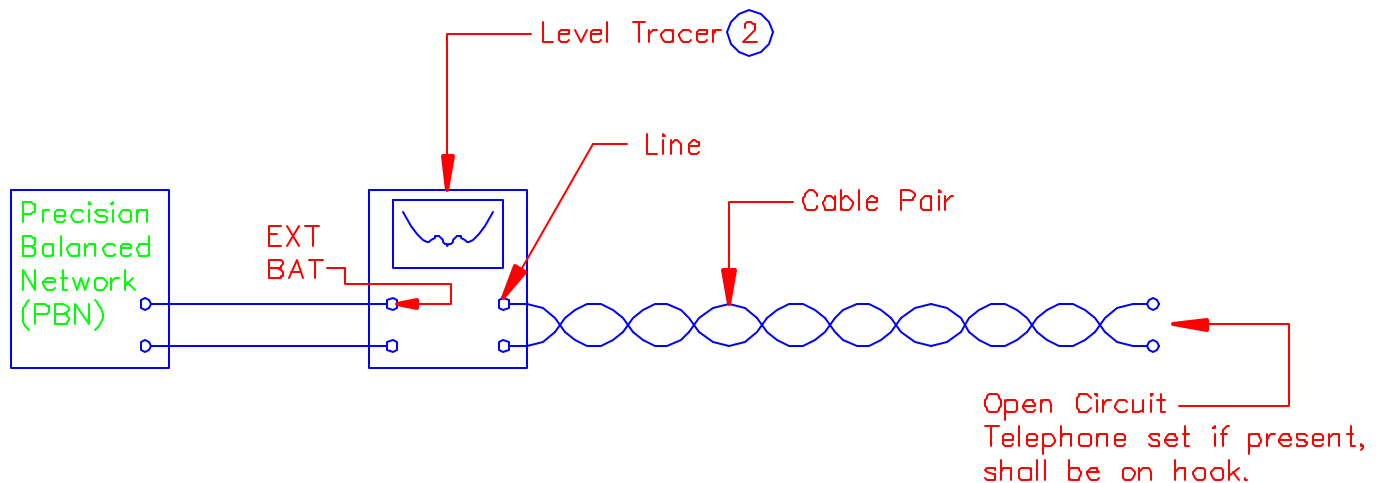 Level Tracer 2
Line
Cable Pair
Precision
Balanced
Network
(PBN)
EXT
BAT
Open Circuit
Telephone set if present,
shall be on hook.